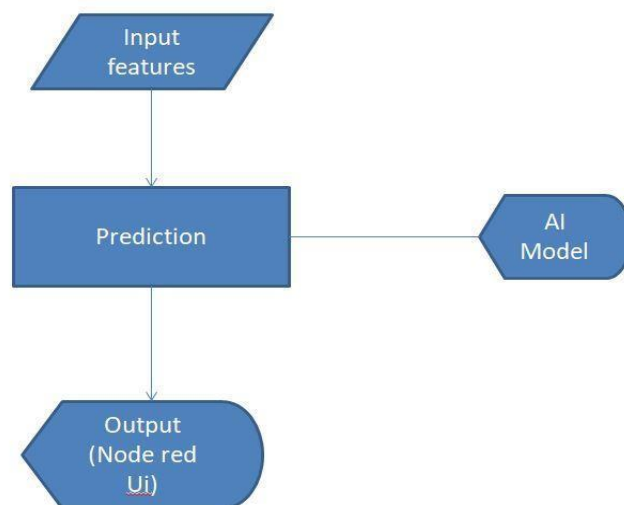 Input
features
Prediction
AI
Model
Output
(Node red
Ui)